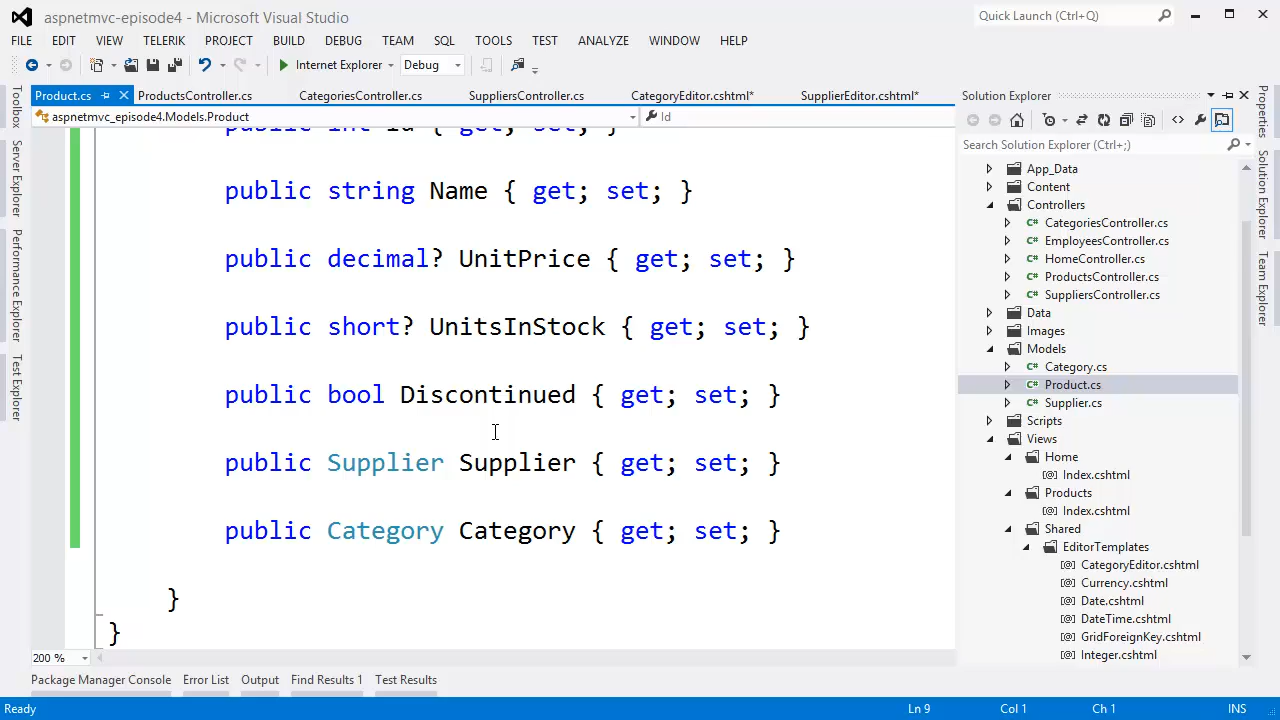 aspnetmvc-episode4 - Microsoft Visual Studio
Quick Launch (Ctrl+Q)
FILE EDIT VIEW TELERIK PROJECT BUILD DEBUG TEAM SQL TOOLS TEST ANALYZE WINDOW HELP
Internet Explorer Debug
Product.cs ProductsController.cs CategoriesController.cs SuppliersController.cs CategoryEditor.cshtml* SupplierEditor.cshtml*
aspnetmvc_episode4.Models.Product Id
public int Id { get; set; }
public string Name { get; set; }
public decimal? UnitPrice { get; set; }
public short? UnitsInStock { get; set; }
public bool Discontinued { get; set; }
public Supplier Supplier { get; set; }
public Category Category { get; set; }
}
}
200 %
Toolbox
Server Explorer
Performance Explorer
Test Explorer
Solution Explorer
Search Solution Explorer (Ctrl+;)
App_Data
Content
Controllers
C# CategoriesController.cs
C# EmployeesController.cs
C# HomeController.cs
C# ProductsController.cs
C# SuppliersController.cs
Data
Images
Models
C# Category.cs
C# Product.cs
C# Supplier.cs
Scripts
Views
Home
Index.cshtml
Products
Index.cshtml
Shared
EditorTemplates
CategoryEditor.cshtml
Currency.cshtml
Date.cshtml
DateTime.cshtml
GridForeignKey.cshtml
Integer.cshtml
Properties
Solution Explorer
Team Explorer
Package Manager Console Error List Output Find Results 1 Test Results
Ready Ln 9 Col 1 Ch 1 INS